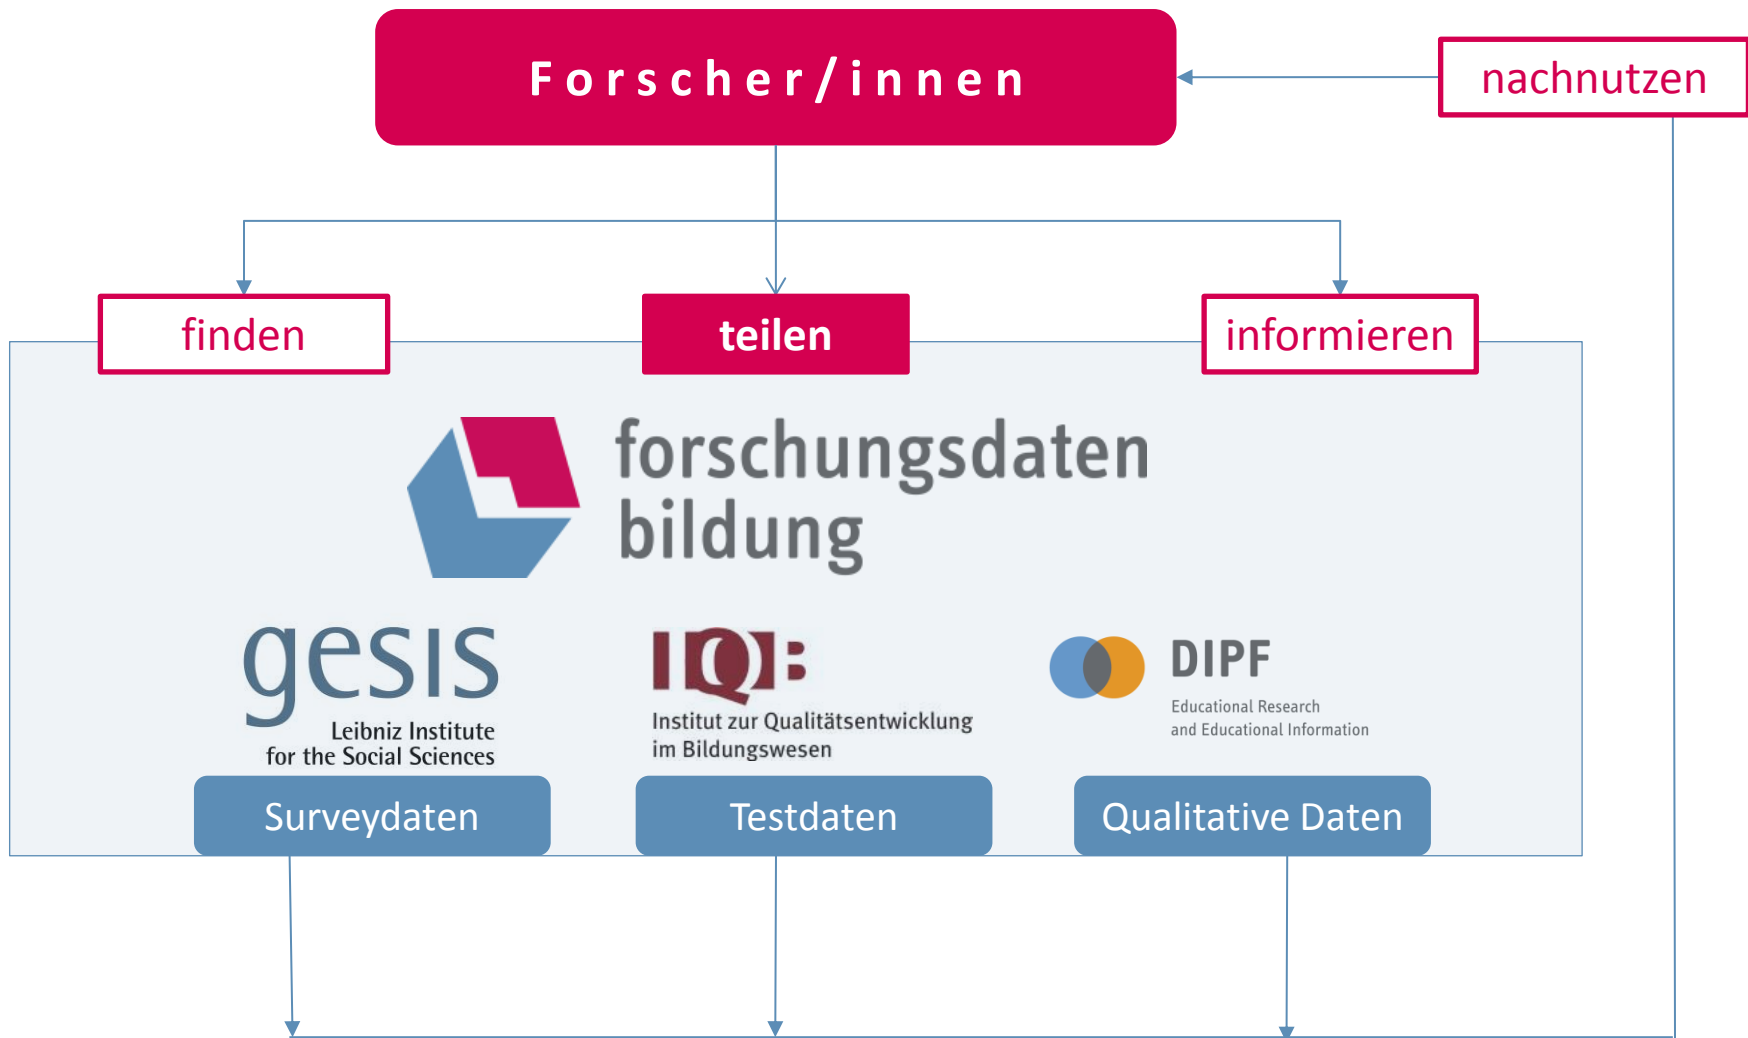 Forscher/innen
nachnutzen
finden
teilen
informieren
forschungsdaten
bildung
gesis
Leibniz Institute
for the Social Sciences
IQB
Institut zur Qualitätsentwicklung
im Bildungswesen
DIPF
Educational Research
and Educational Information
Surveydaten
Testdaten
Qualitative Daten